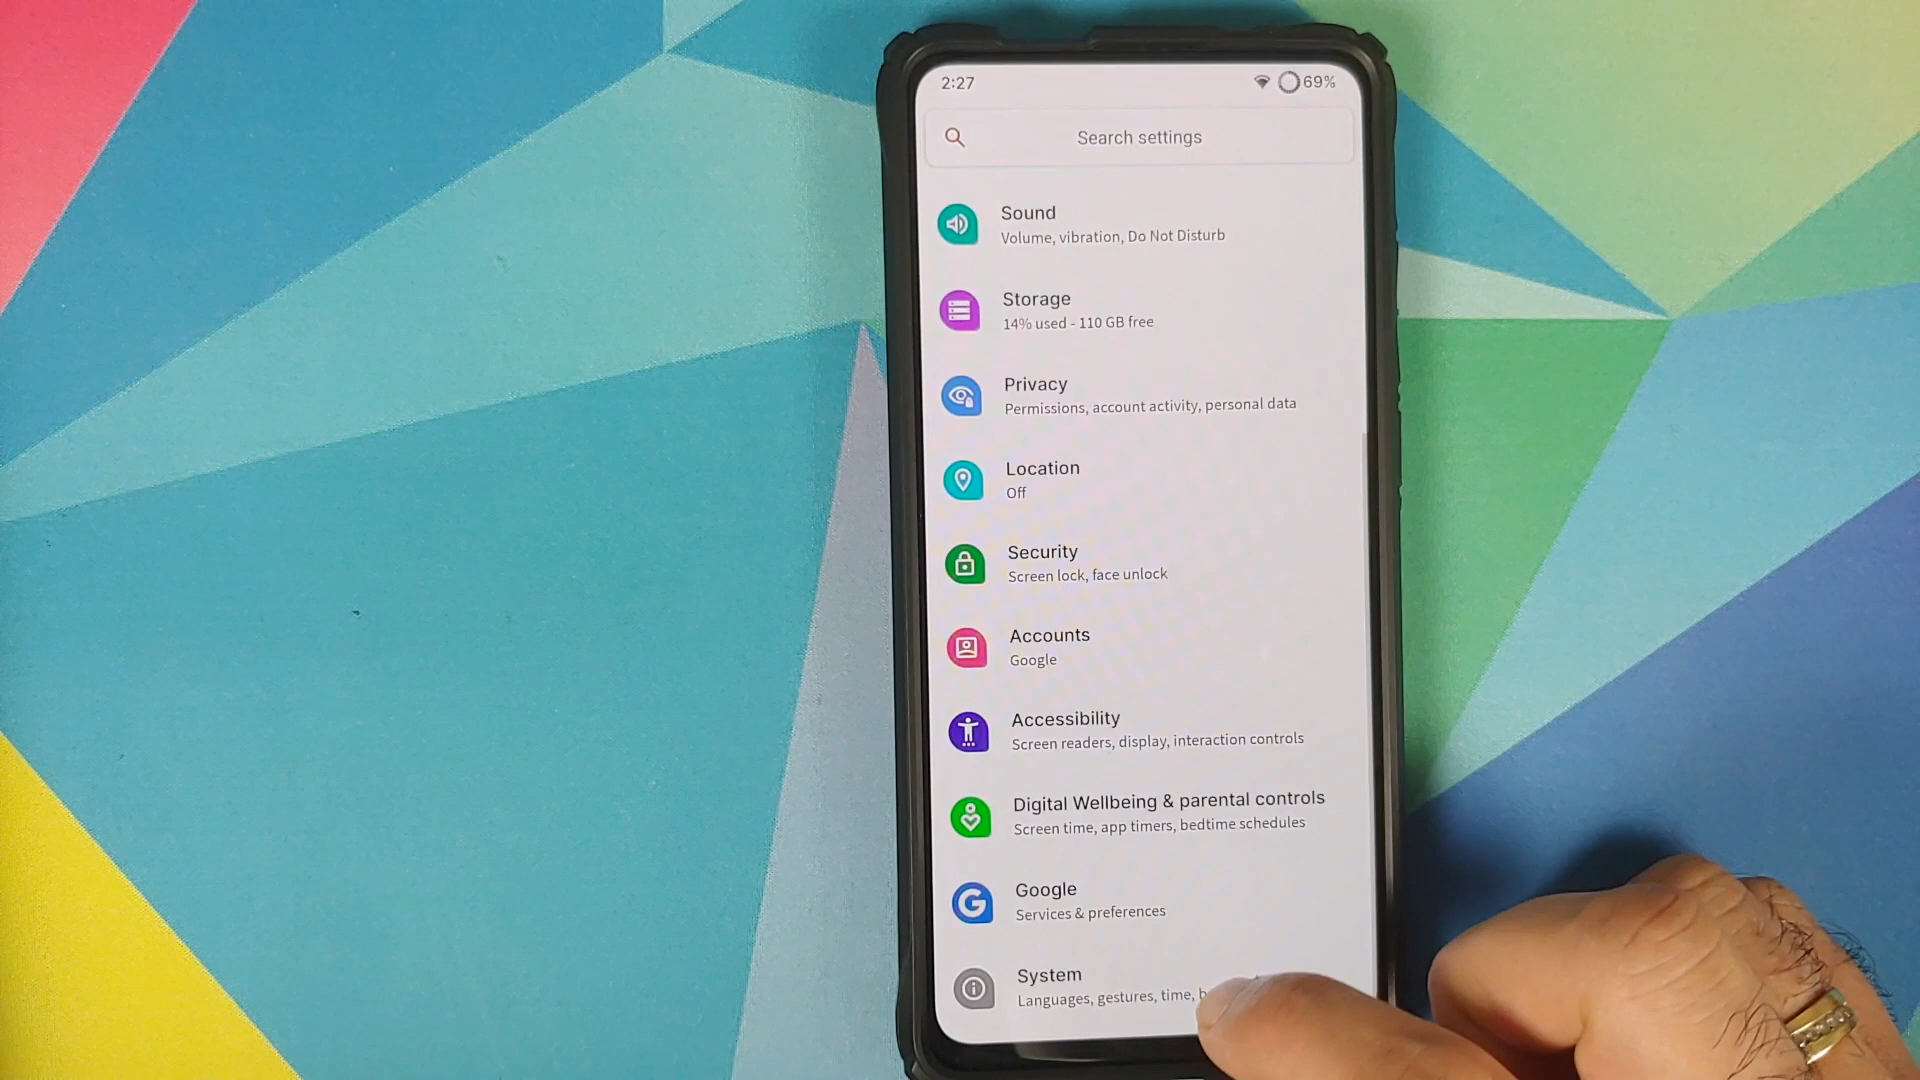 2:27
69%
Search settings
Sound
Volume, vibration, Do Not Disturb
Storage
14% used - 110 GB free
Privacy
Permissions, account activity, personal data
Location
Off
Security
Screen lock, face unlock
Accounts
Google
Accessibility
Screen readers, display, interaction controls
Digital Wellbeing & parental controls
Screen time, app timers, bedtime schedules
Google
Services & preferences
System
Languages, gestures, time,